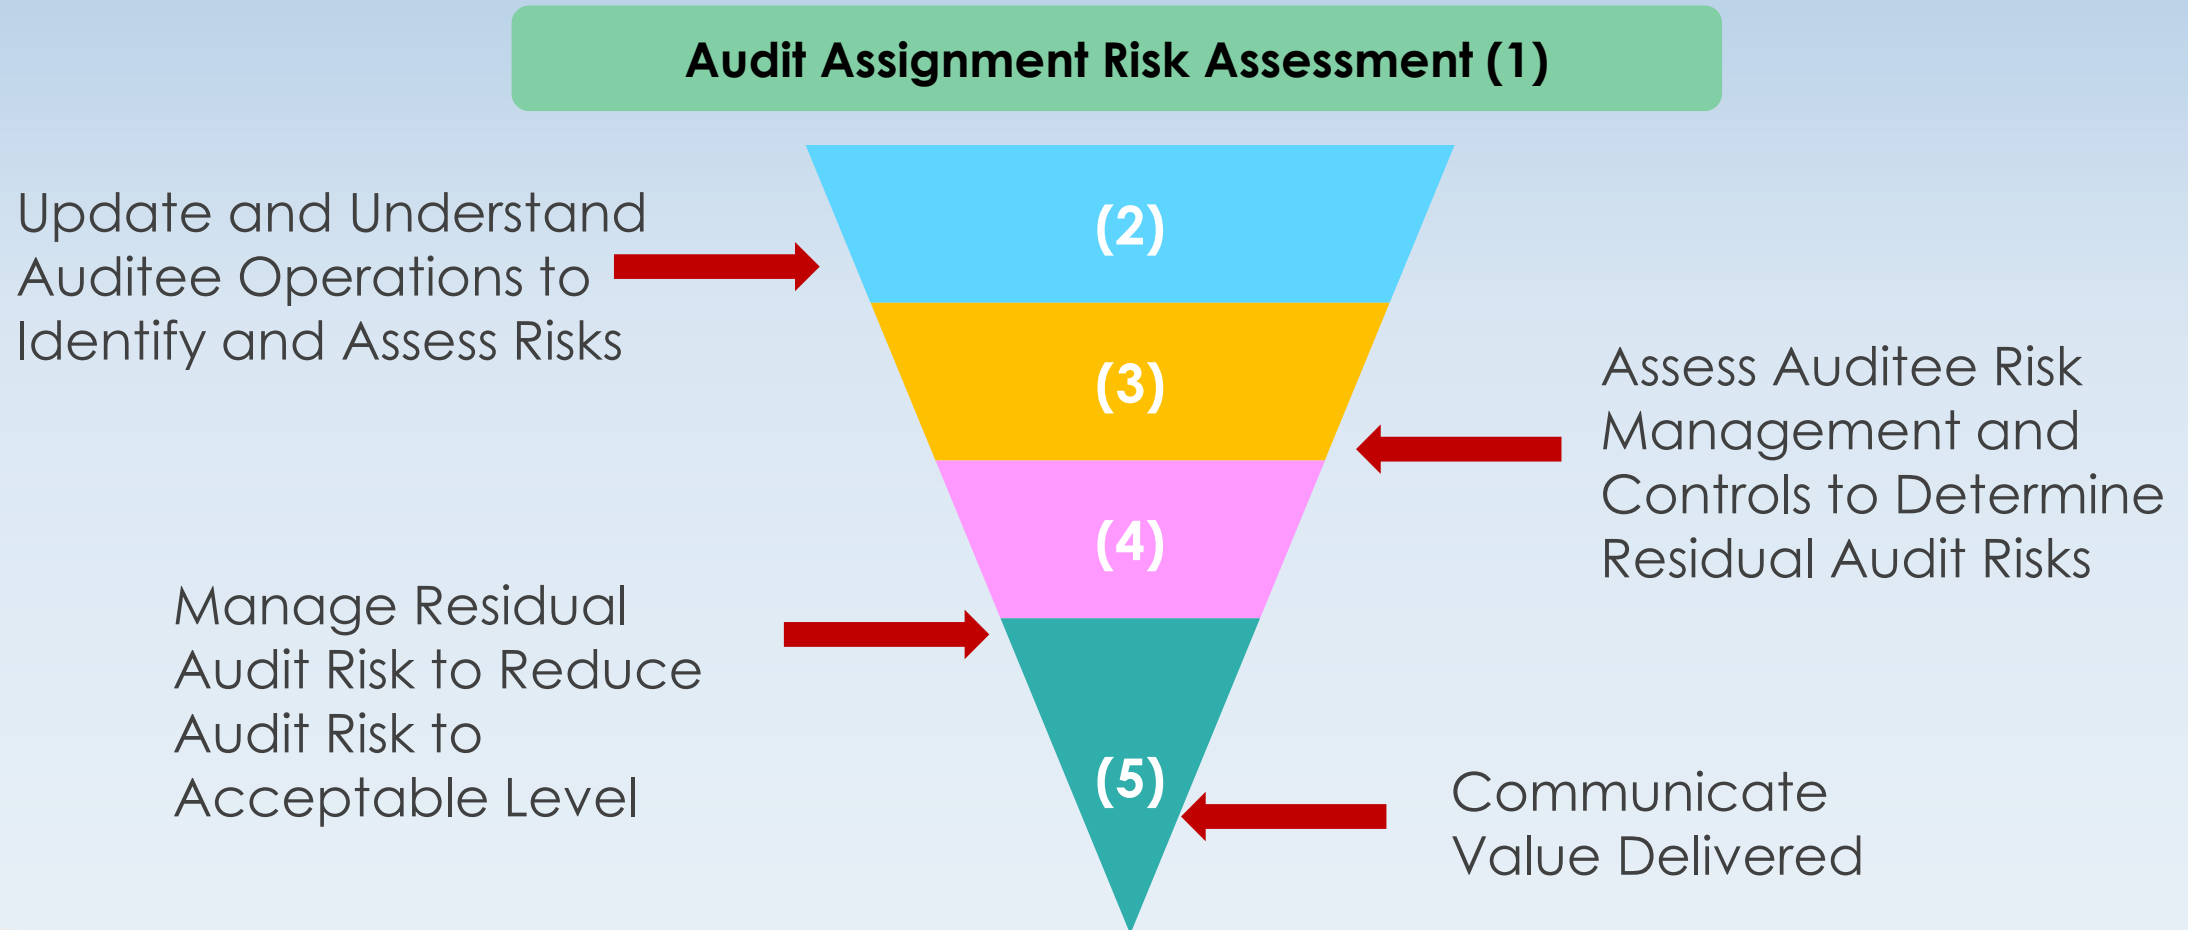 Audit Assignment Risk Assessment (1)
Update and Understand
Auditee Operations to
Identify and Assess Risks
(2)
(3)
Assess Auditee Risk
Management and
Controls to Determine
Residual Audit Risks
(4)
Manage Residual
Audit Risk to Reduce
Audit Risk to
Acceptable Level
(5)
Communicate
Value Delivered